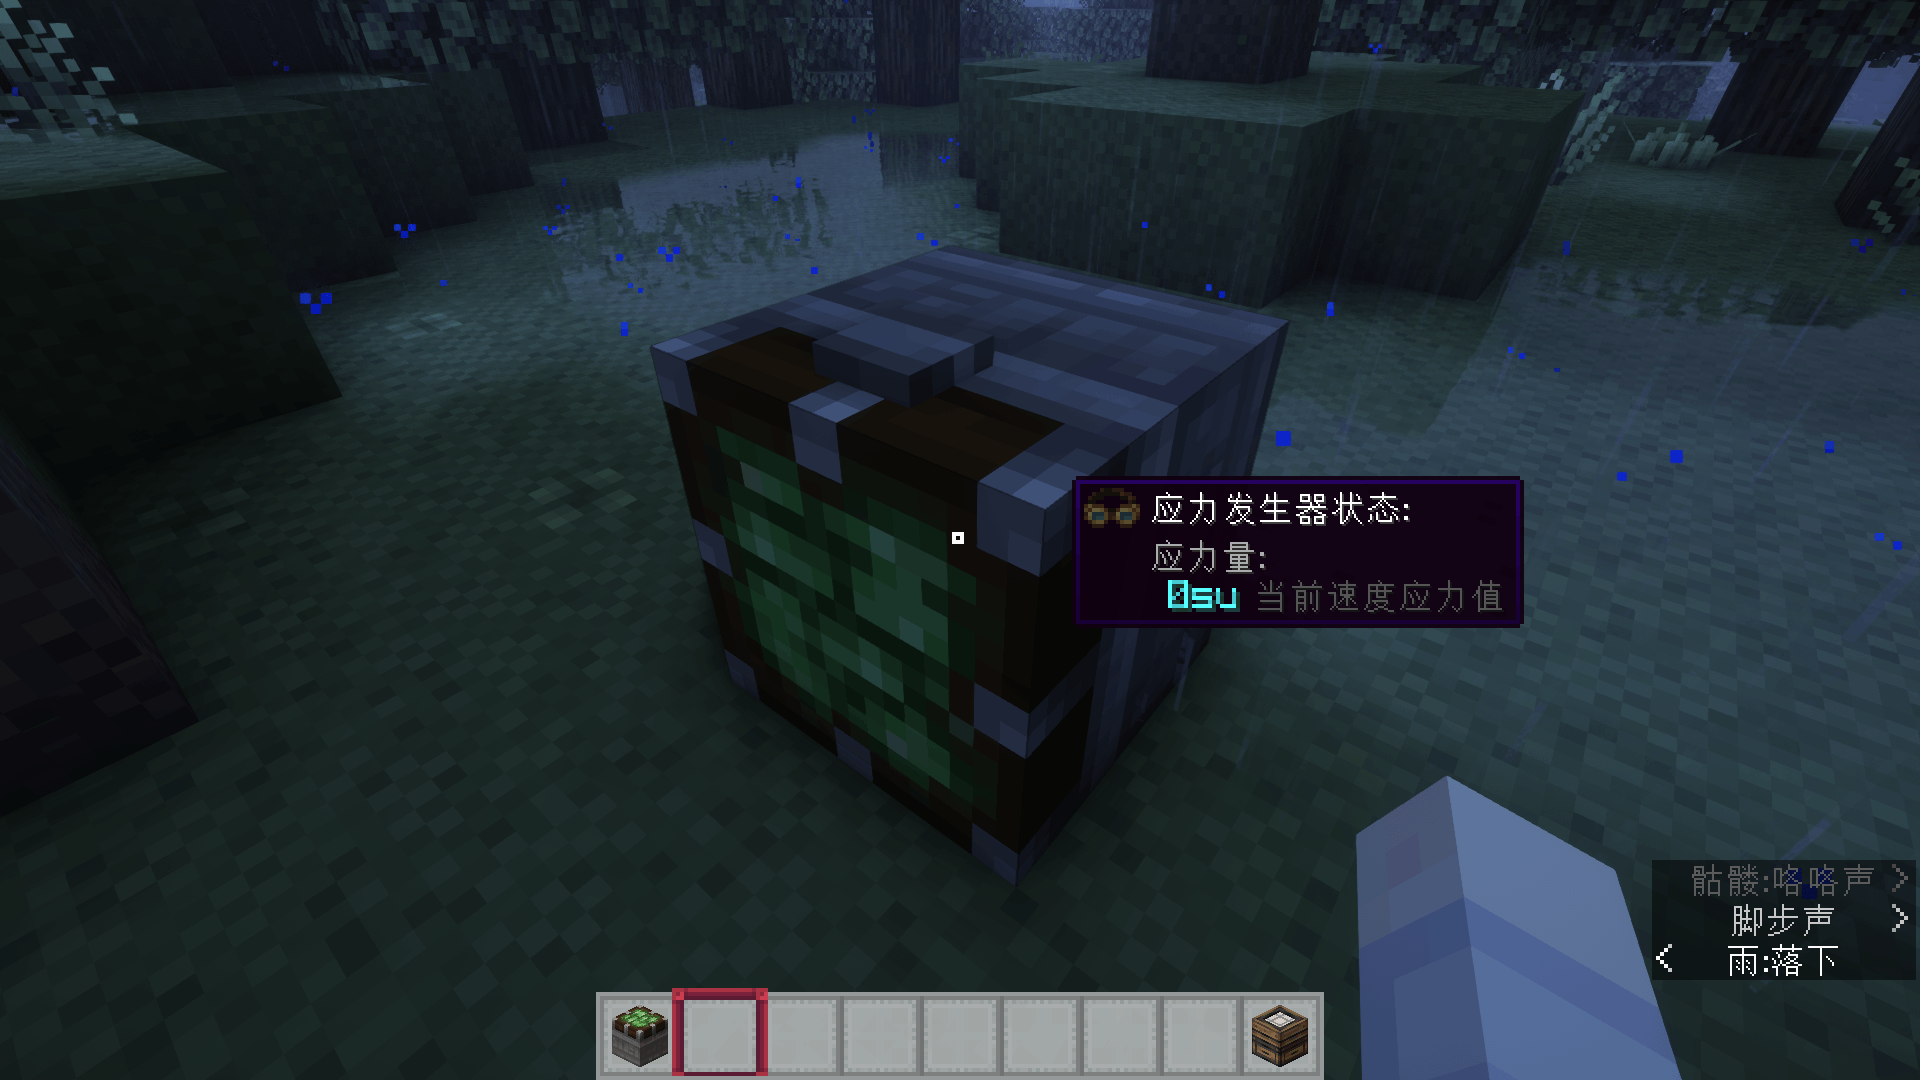 应力发生器状态:
应力量:
0su 当前速度应力值
骷髅:咯咯声 >
脚步声 >
< 雨:落下